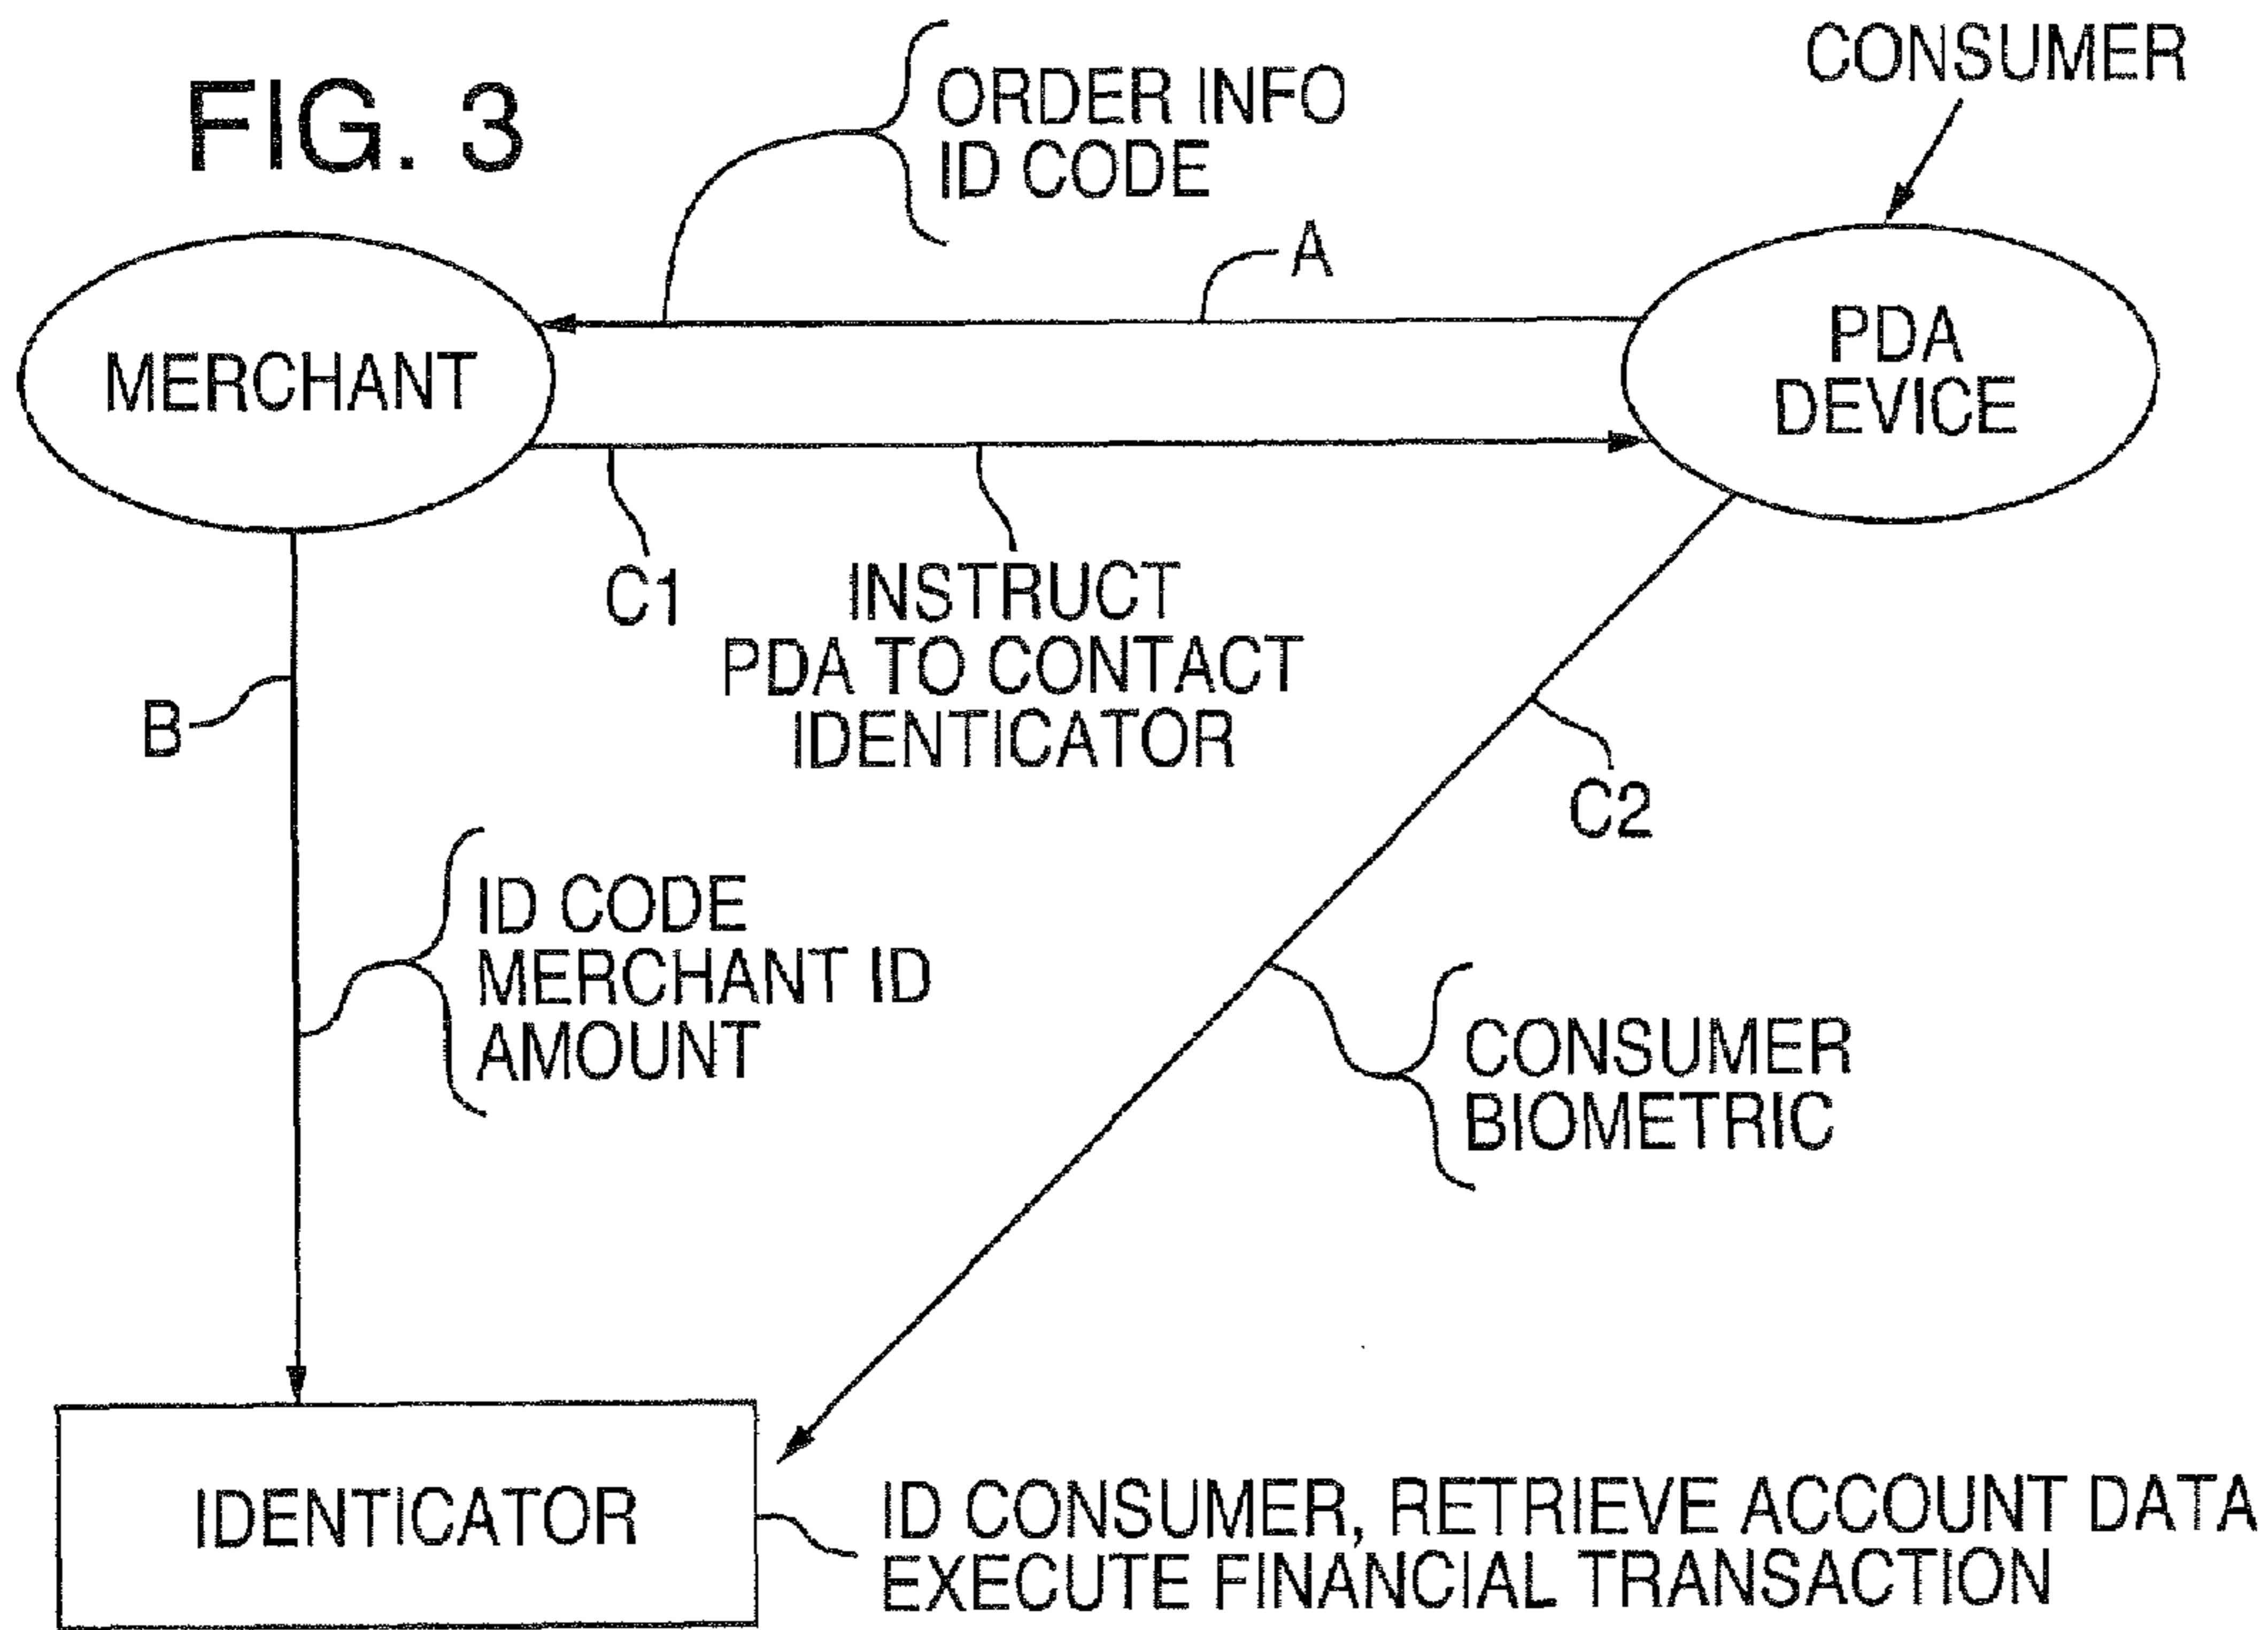 FIG. 3
ORDER INFO
ID CODE
CONSUMER
A
MERCHANT
PDA
DEVICE
C1
INSTRUCT
PDA TO CONTACT
IDENTICATOR
B
C2
ID CODE
MERCHANT ID
AMOUNT
CONSUMER
BIOMETRIC
IDENTICATOR
ID CONSUMER, RETRIEVE ACCOUNT DATA
EXECUTE FINANCIAL TRANSACTION